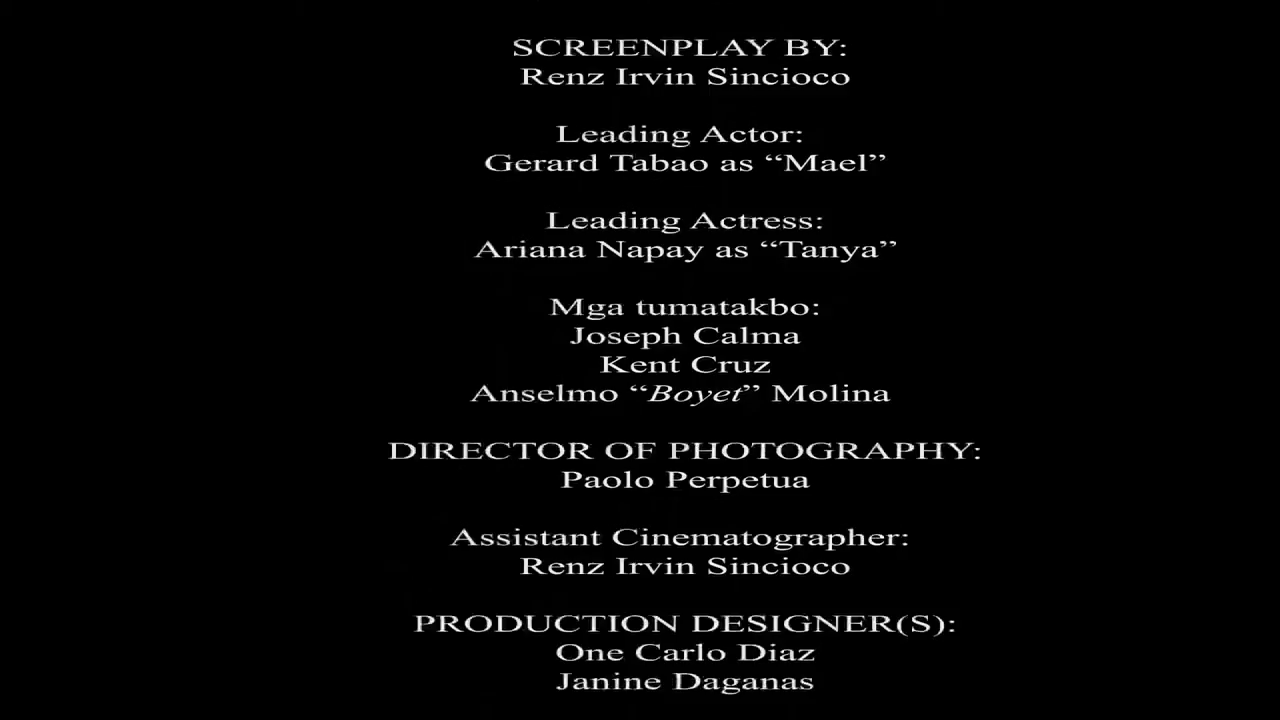 SCREENPLAY BY:
Renz Irvin Sincioco
Leading Actor:
Gerard Tabao as “Mael”
Leading Actress:
Ariana Napay as “Tanya”
Mga tumatakbo:
Joseph Calma
Kent Cruz
Anselmo “Boyet” Molina
DIRECTOR OF PHOTOGRAPHY:
Paolo Perpetua
Assistant Cinematographer:
Renz Irvin Sincioco
PRODUCTION DESIGNER(S):
One Carlo Diaz
Janine Daganas